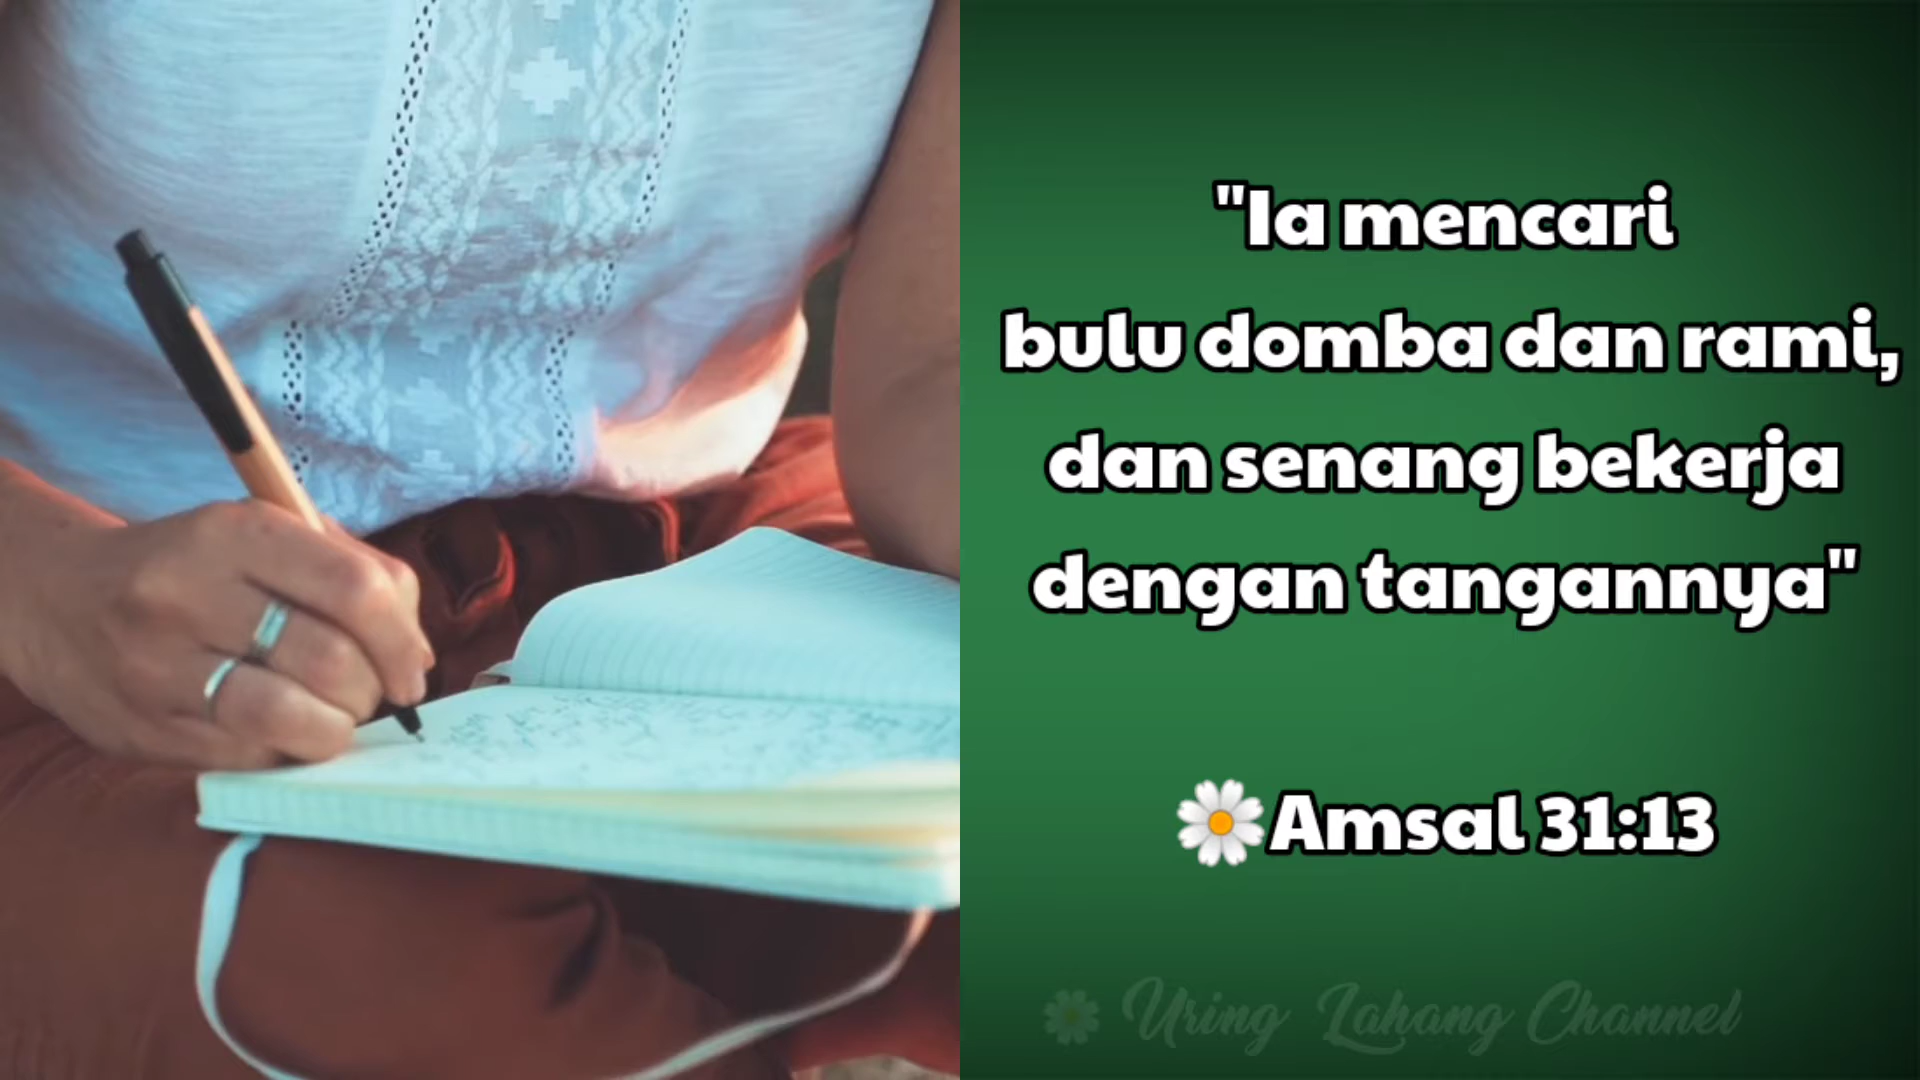 "Ia mencari
bulu domba dan rami,
dan senang bekerja
dengan tangannya"
🌼Amsal 31:13
Uring Lahang Channel